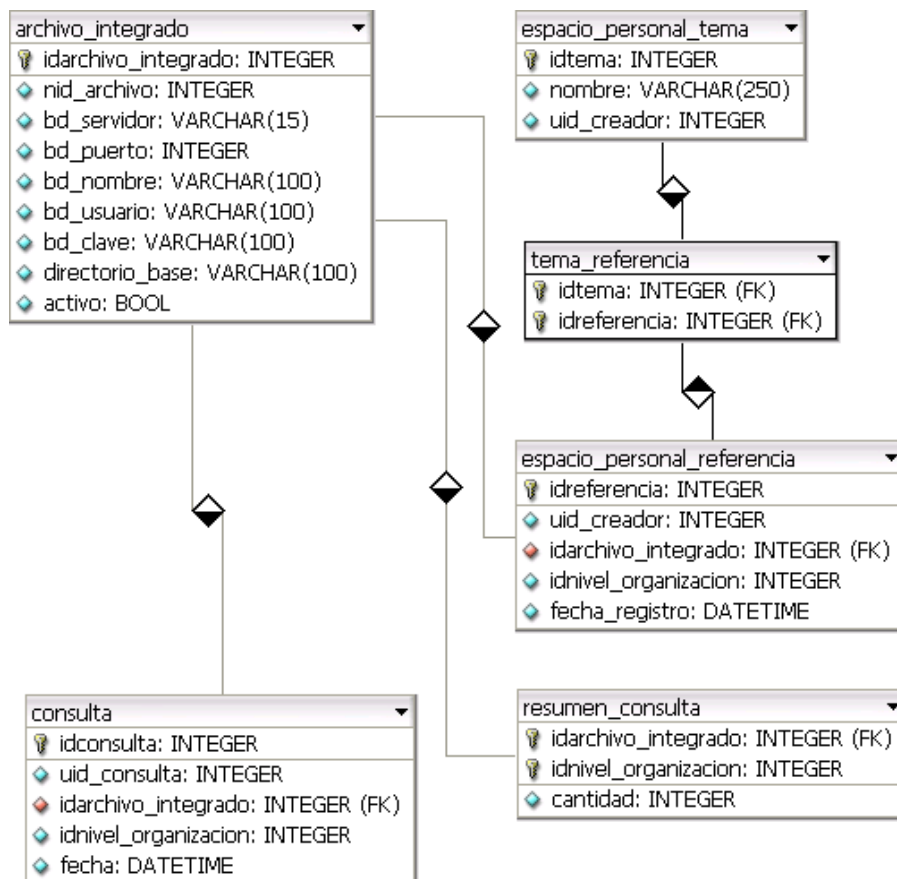 archivo_integrado
idarchivo_integrado: INTEGER
nid_archivo: INTEGER
bd_servidor: VARCHAR(15)
bd_puerto: INTEGER
bd_nombre: VARCHAR(100)
bd_usuario: VARCHAR(100)
bd_clave: VARCHAR(100)
directorio_base: VARCHAR(100)
activo: BOOL
espacio_personal_tema
idtema: INTEGER
nombre: VARCHAR(250)
uid_creador: INTEGER
tema_referencia
idtema: INTEGER (FK)
idreferencia: INTEGER (FK)
espacio_personal_referencia
idreferencia: INTEGER
uid_creador: INTEGER
idarchivo_integrado: INTEGER (FK)
idnivel_organizacion: INTEGER
fecha_registro: DATETIME
consulta
idconsulta: INTEGER
uid_consulta: INTEGER
idarchivo_integrado: INTEGER (FK)
idnivel_organizacion: INTEGER
fecha: DATETIME
resumen_consulta
idarchivo_integrado: INTEGER (FK)
idnivel_organizacion: INTEGER
cantidad: INTEGER